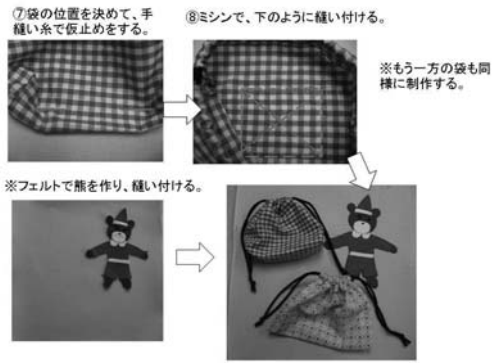 ⑦袋の位置を決めて、手
縫い糸で仮止めをする。
⑧ミシンで、下のように縫い付ける。
※もう一方の袋も同
様に制作する。
※フェルトで熊を作り、縫い付ける。